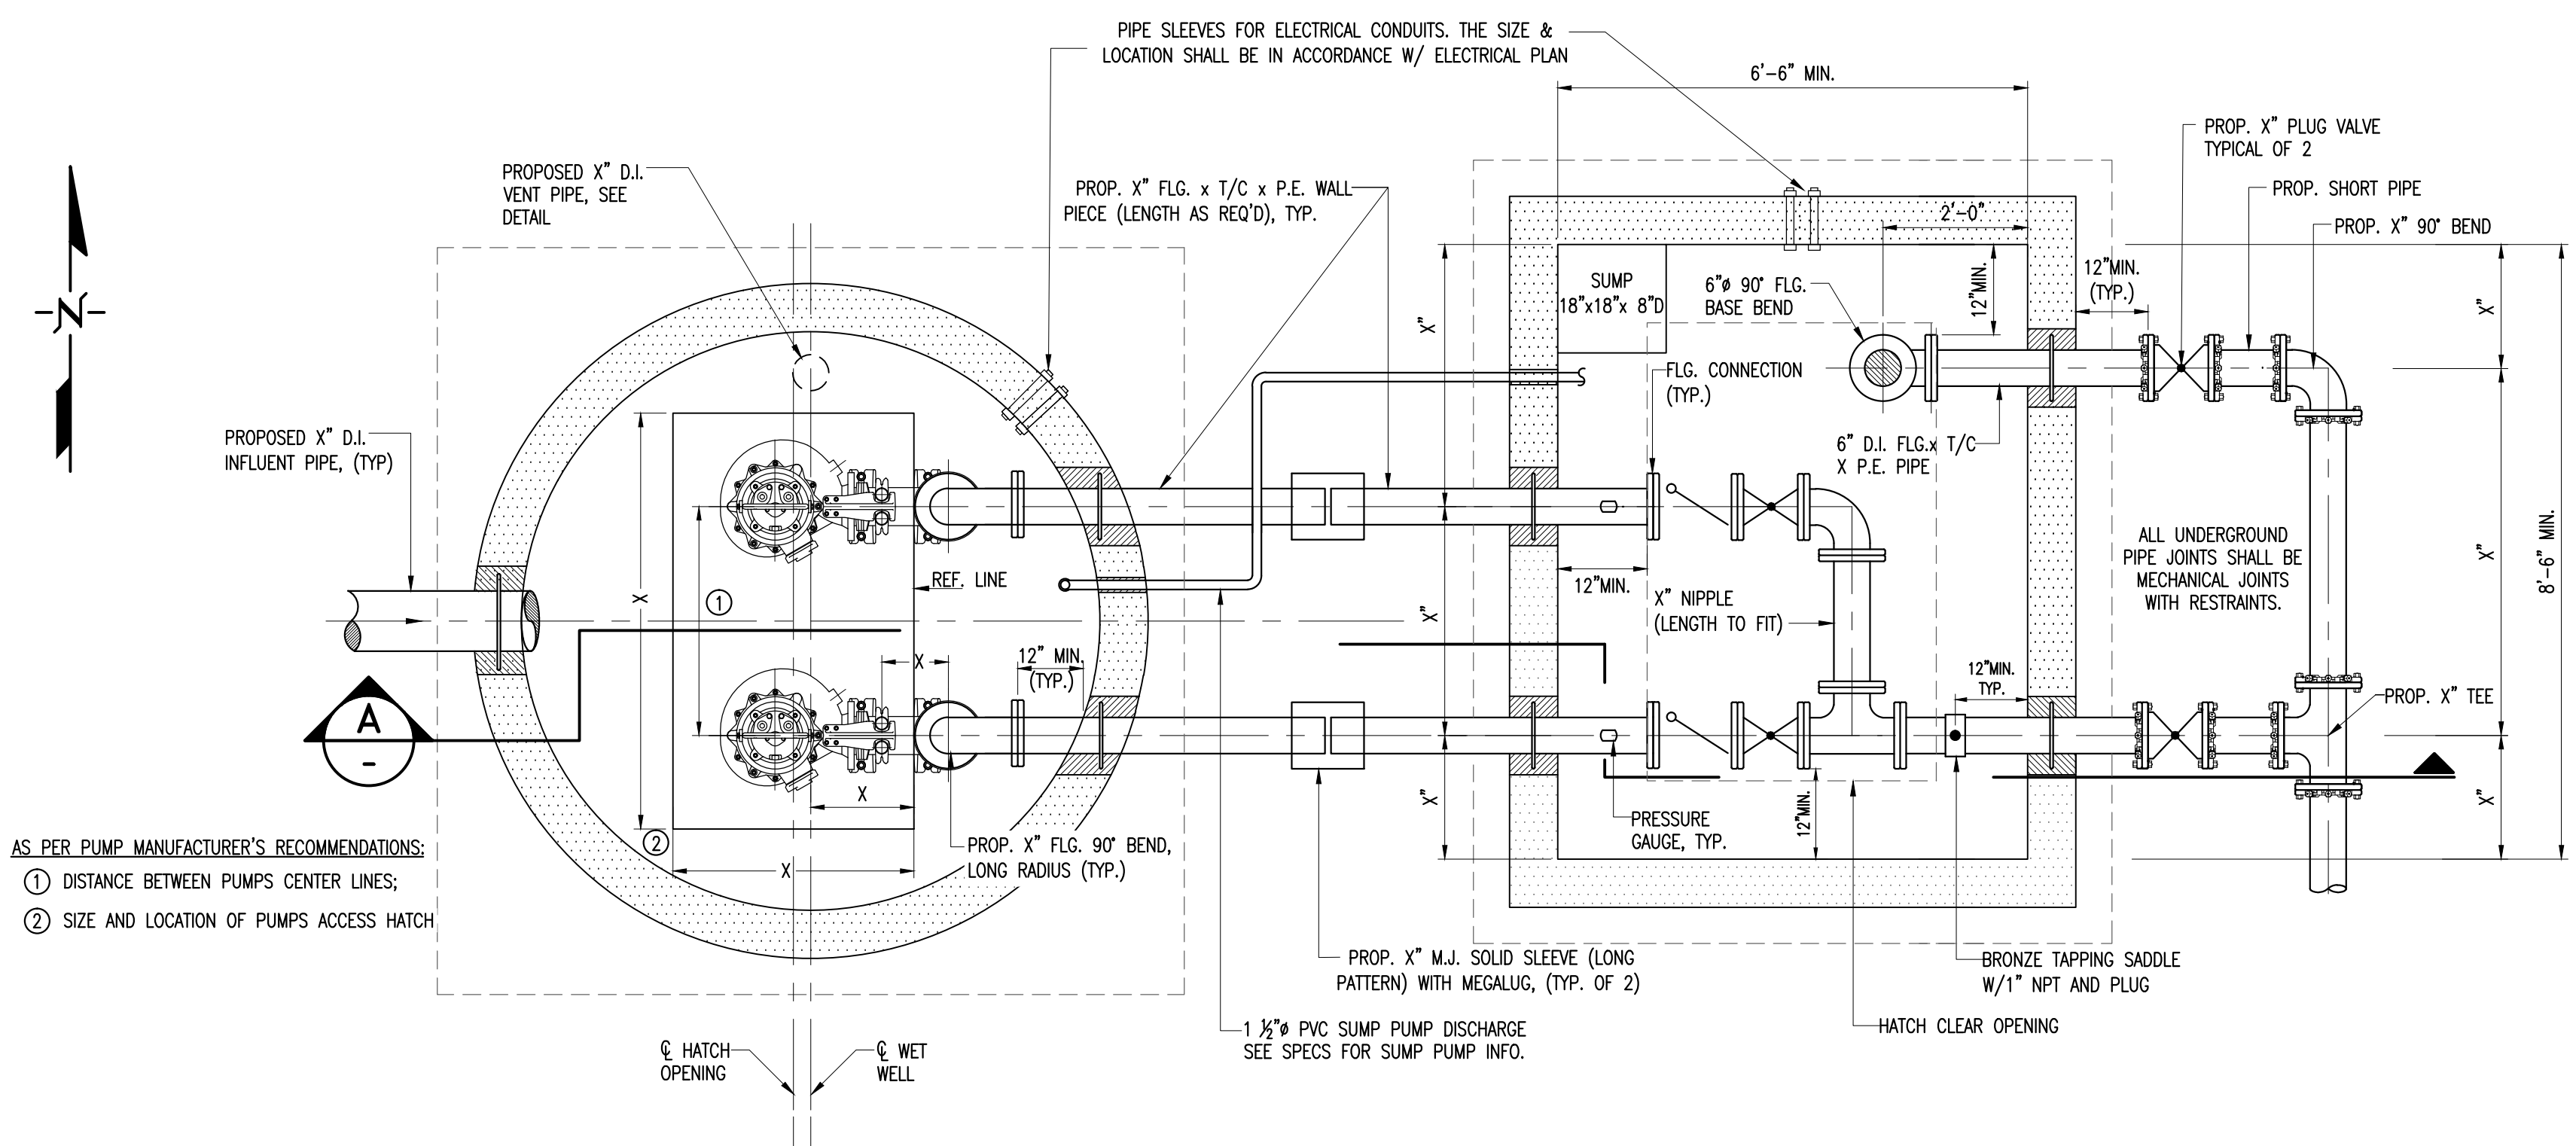 PIPE SLEEVES FOR ELECTRICAL CONDUITS. THE SIZE &
LOCATION SHALL BE IN ACCORDANCE W/ ELECTRICAL PLAN
6'-6" MIN.
PROP. X" PLUG VALVE
TYPICAL OF 2
PROPOSED X" D.I.
VENT PIPE, SEE
DETAIL
PROP. X" FLG. x T/C x P.E. WALL
PIECE (LENGTH AS REQ'D), TYP.
PROP. SHORT PIPE
2'-0"
PROP. X" 90° BEND
N
SUMP
18"x18"x 8"D
6"ø 90° FLG.
BASE BEND
12"MIN.
12"MIN.
(TYP.)
X"
X"
FLG. CONNECTION
(TYP.)
PROPOSED X" D.I.
INFLUENT PIPE, (TYP)
6" D.I. FLG.x T/C
X P.E. PIPE
ALL UNDERGROUND
PIPE JOINTS SHALL BE
MECHANICAL JOINTS
WITH RESTRAINTS.
X"
8'-6" MIN.
REF. LINE
12"MIN.
X
1
X"
X" NIPPLE
(LENGTH TO FIT)
X
12" MIN.
(TYP.)
12"MIN.
TYP.
PROP. X" TEE
A
-
X
X"
X"
12"MIN.
PRESSURE
GAUGE, TYP.
2
X
PROP. X" FLG. 90° BEND,
LONG RADIUS (TYP.)
AS PER PUMP MANUFACTURER'S RECOMMENDATIONS:
1 DISTANCE BETWEEN PUMPS CENTER LINES;
2 SIZE AND LOCATION OF PUMPS ACCESS HATCH
PROP. X" M.J. SOLID SLEEVE (LONG
PATTERN) WITH MEGALUG, (TYP. OF 2)
BRONZE TAPPING SADDLE
W/1" NPT AND PLUG
1 ½"ø PVC SUMP PUMP DISCHARGE
SEE SPECS FOR SUMP PUMP INFO.
HATCH CLEAR OPENING
℄ HATCH
OPENING
℄ WET
WELL